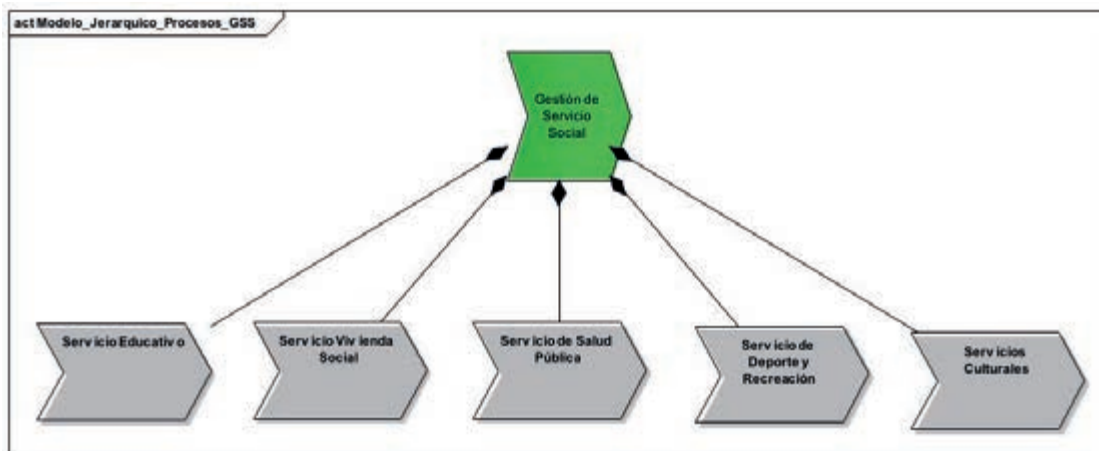 act Modelo_Jerarquico_Procesos_GSS
Gestión de
Servicio
Social
Servicio Educativo
Servicio Vivienda
Social
Servicio de Salud
Pública
Servicio de
Deporte y
Recreación
Servicios
Culturales